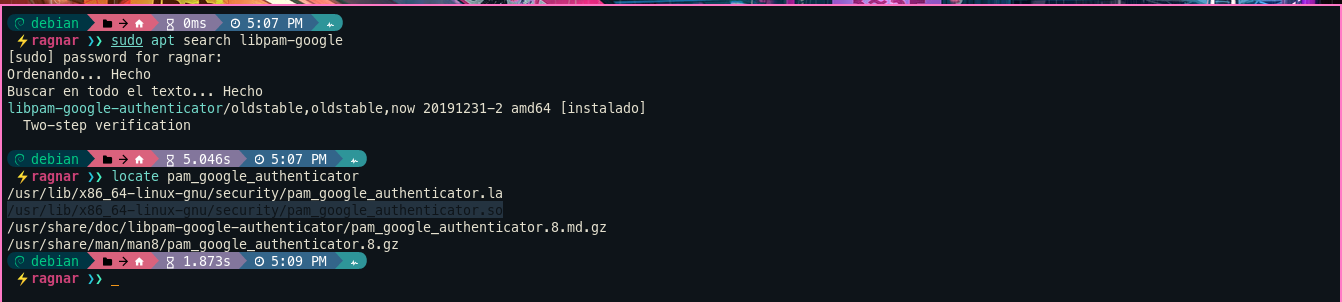 debian 0ms 5:07 PM
ragnar ❯❯ sudo apt search libpam-google
[sudo] password for ragnar:
Ordenando... Hecho
Buscar en todo el texto... Hecho
libpam-google-authenticator/oldstable,oldstable,now 20191231-2 amd64 [instalado]
Two-step verification
debian 5.046s 5:07 PM
ragnar ❯❯ locate pam_google_authenticator
/usr/lib/x86_64-linux-gnu/security/pam_google_authenticator.la
/usr/lib/x86_64-linux-gnu/security/pam_google_authenticator.so
/usr/share/doc/libpam-google-authenticator/pam_google_authenticator.8.md.gz
/usr/share/man/man8/pam_google_authenticator.8.gz
debian 1.873s 5:09 PM
ragnar ❯❯ _